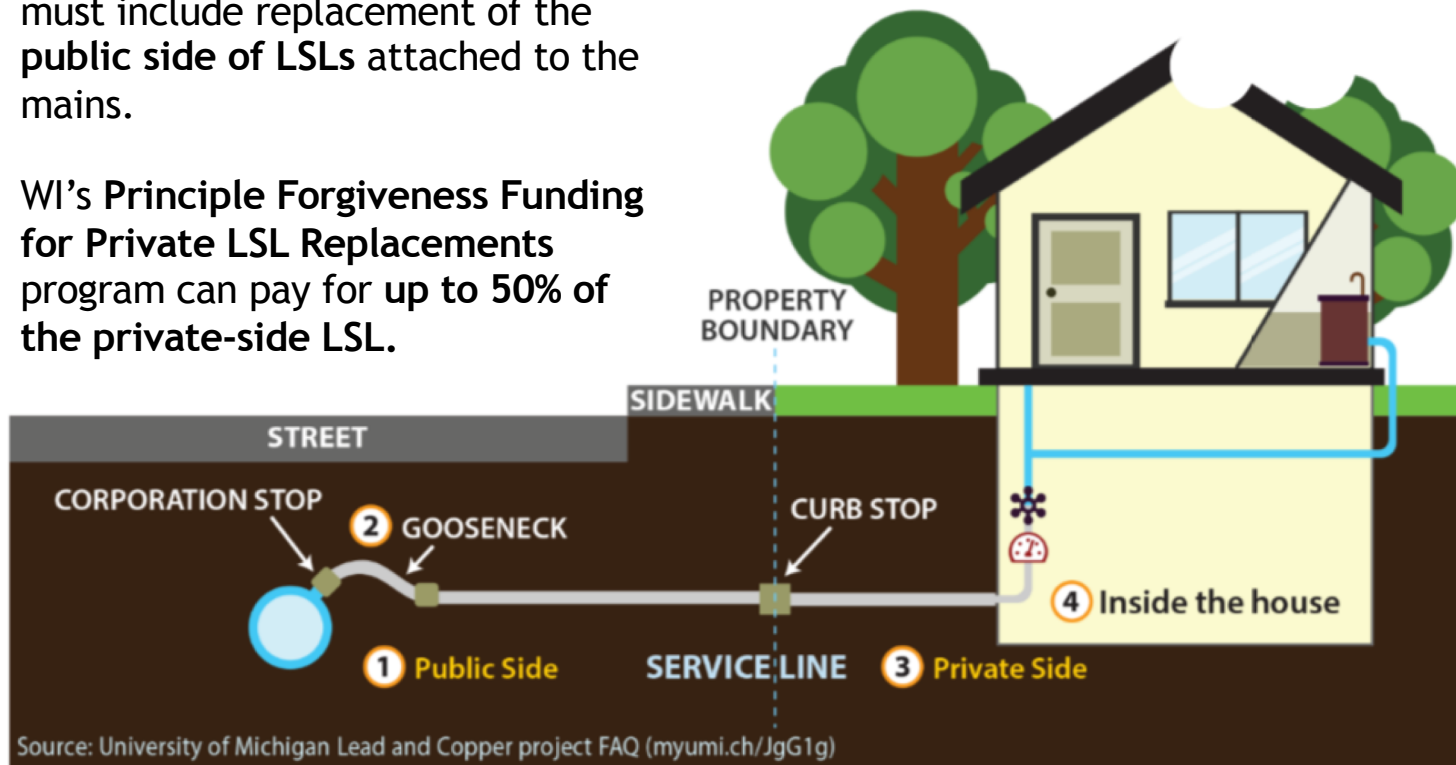 must include replacement of the
public side of LSLs attached to the
mains.
WI's Principle Forgiveness Funding
for Private LSL Replacements
program can pay for up to 50% of
the private-side LSL.
PROPERTY
BOUNDARY
SIDEWALK
STREET
CORPORATION STOP
2 GOOSENECK
CURB STOP
4 Inside the house
1 Public Side
SERVICE LINE
3 Private Side
Source: University of Michigan Lead and Copper project FAQ (myumi.ch/JgG1g)